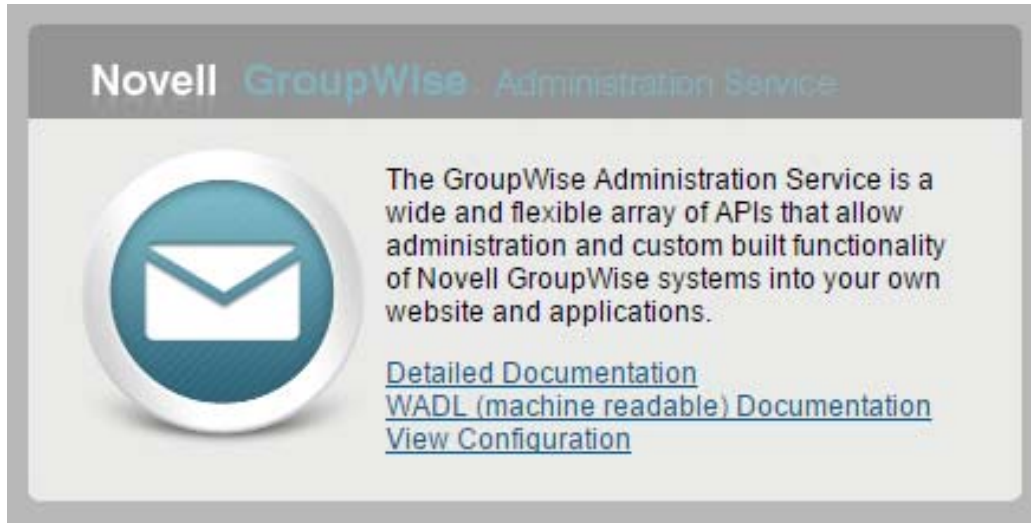 Novell GroupWise Administration Service
The GroupWise Administration Service is a
wide and flexible array of APIs that allow
administration and custom built functionality
of Novell GroupWise systems into your own
website and applications.
Detailed Documentation
WADL (machine readable) Documentation
View Configuration